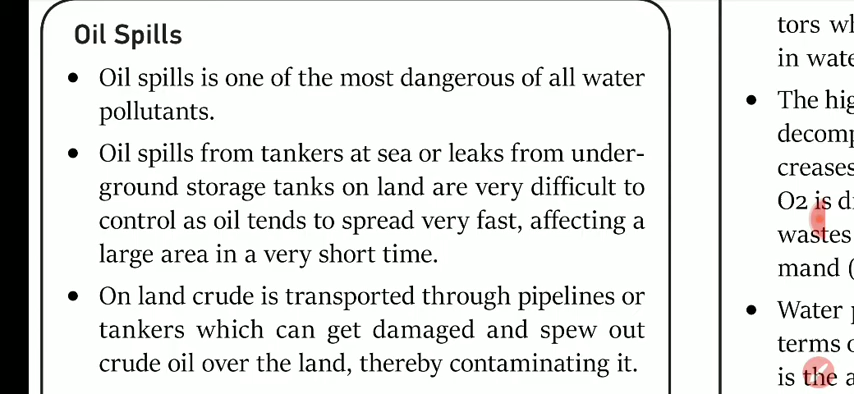 Oil Spills
• Oil spills is one of the most dangerous of all water
pollutants.
• Oil spills from tankers at sea or leaks from under-
ground storage tanks on land are very difficult to
control as oil tends to spread very fast, affecting a
large area in a very short time.
• On land crude is transported through pipelines or
tankers which can get damaged and spew out
crude oil over the land, thereby contaminating it.
tors
in
• The
O2 is
wastes
mand (
• Water
terms
is the